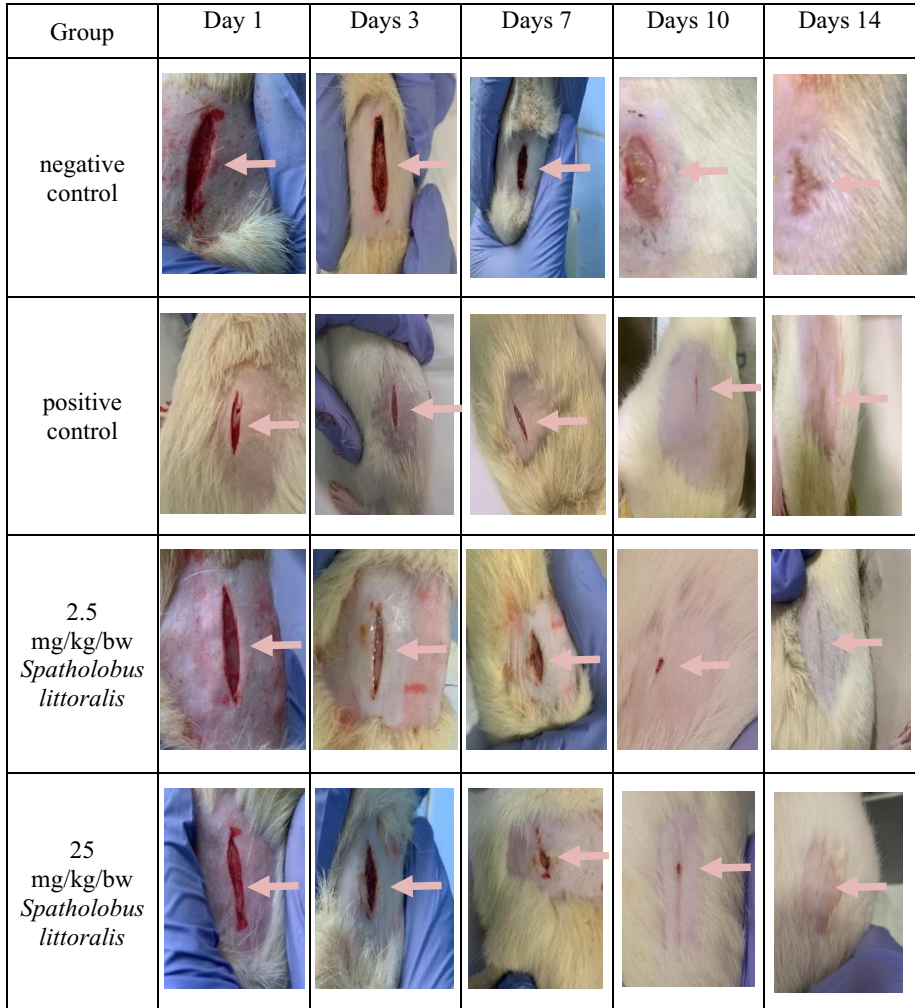 Group
Day 1
Days 3
Days 7
Days 10
Days 14
negative
control
positive
control
2.5
mg/kg/bw
Spatholobus
littoralis
25
mg/kg/bw
Spatholobus
littoralis